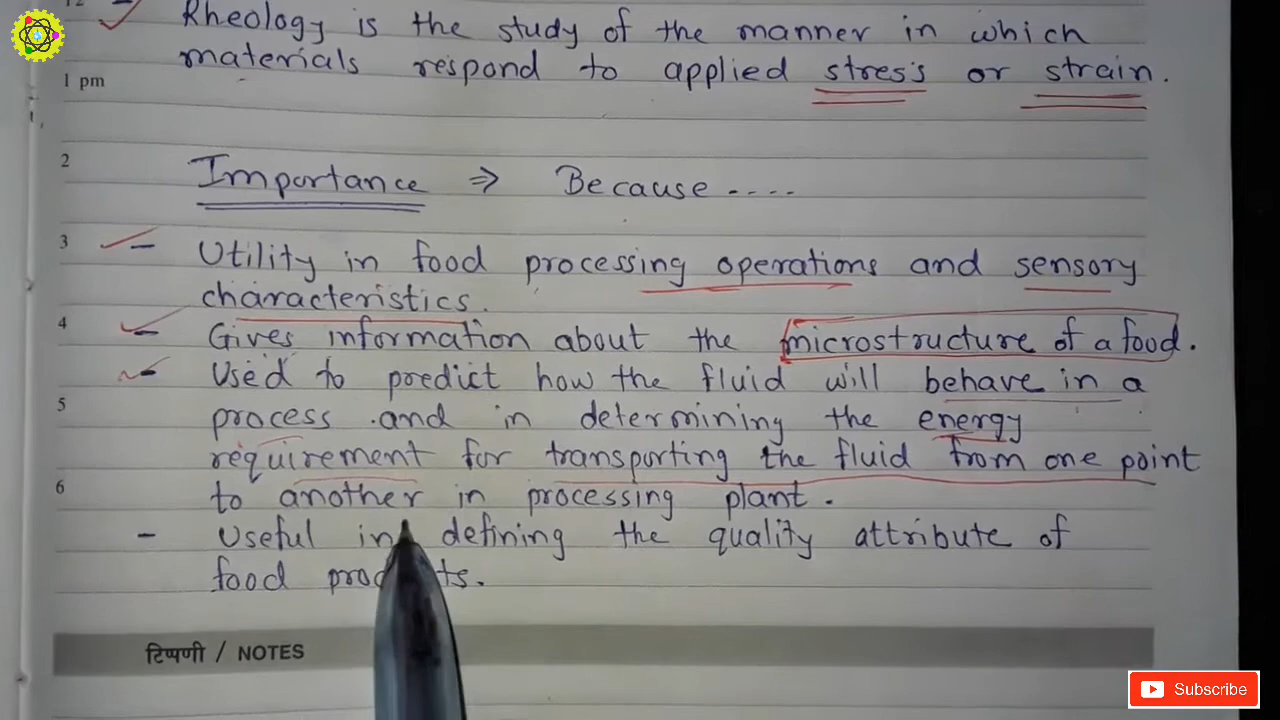 Rheology is the study of the manner in which
materials respond to applied stress or strain.
1 pm
2
Importance ⇒ Because ....
3
- Utility in food processing operations and sensory
characteristics.
4
- Gives information about the microstructure of a food.
- Used to predict how the fluid will behave in a
5
process and in determining the energy
requirement for transporting the fluid from one point
6
to another in processing plant.
- Useful in defining the quality attribute of
food ts.
टिप्पणी / NOTES
Subscribe